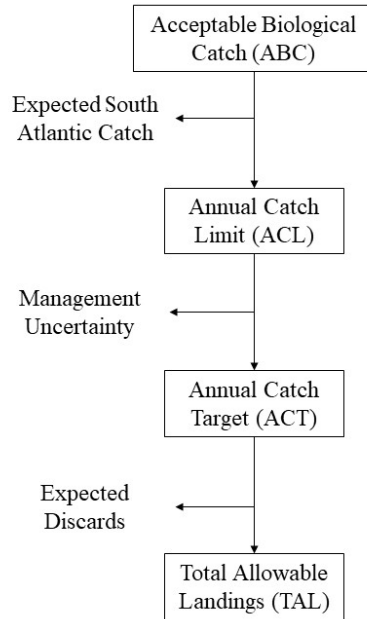 Acceptable Biological
Catch (ABC)
Expected South
Atlantic Catch
Annual Catch
Limit (ACL)
Management
Uncertainty
Annual Catch
Target (ACT)
Expected
Discards
Total Allowable
Landings (TAL)